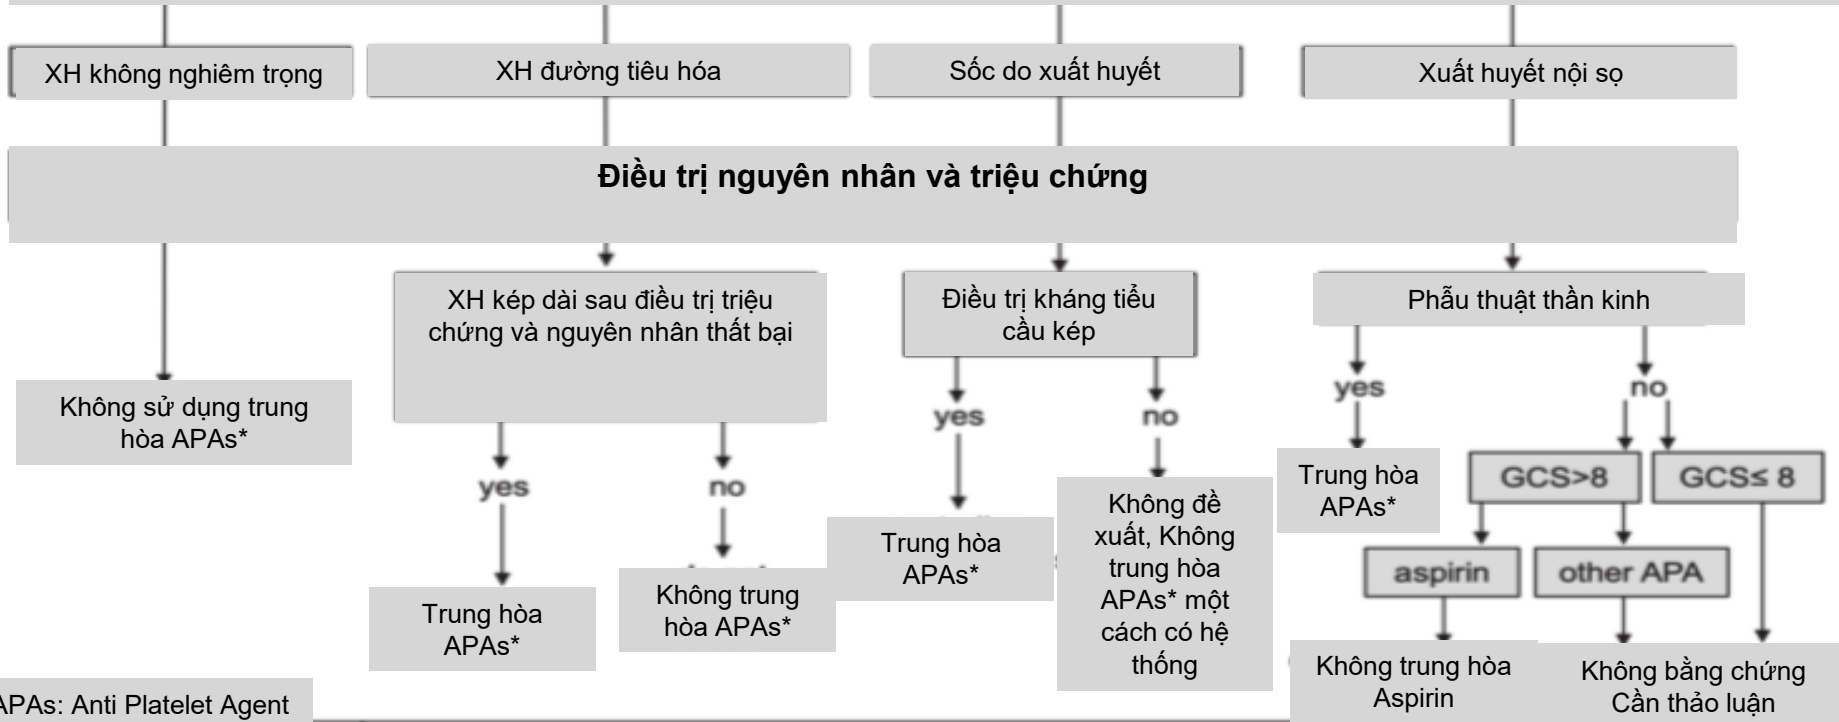 XH không nghiêm trọng
XH đường tiêu hóa
Sốc do xuất huyết
Xuất huyết nội sọ
Điều trị nguyên nhân và triệu chứng
XH kép dài sau điều trị triệu
chứng và nguyên nhân thất bại
Điều trị kháng tiểu
cầu kép
Phẫu thuật thần kinh
Không sử dụng trung
hòa APAs*
yes
no
yes
no
yes
no
Trung hòa
APAs*
Không trung
hòa APAs*
Trung hòa
APAs*
Không đề
xuất, Không
trung hòa
APAs* một
cách có hệ
thống
Trung hòa
APAs*
GCS>8
GCS≤ 8
aspirin
other APA
Không trung hòa
Aspirin
Không bằng chứng
Cần thảo luận
APAs: Anti Platelet Agent